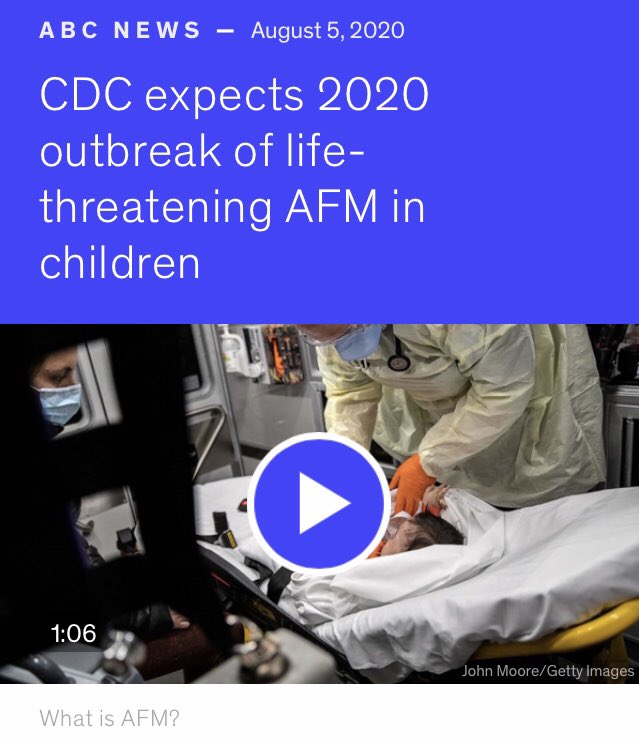 ABC NEWS — August 5, 2020
CDC expects 2020
outbreak of life-
threatening AFM in
children
1:06
John Moore/Getty Images
What is AFM?